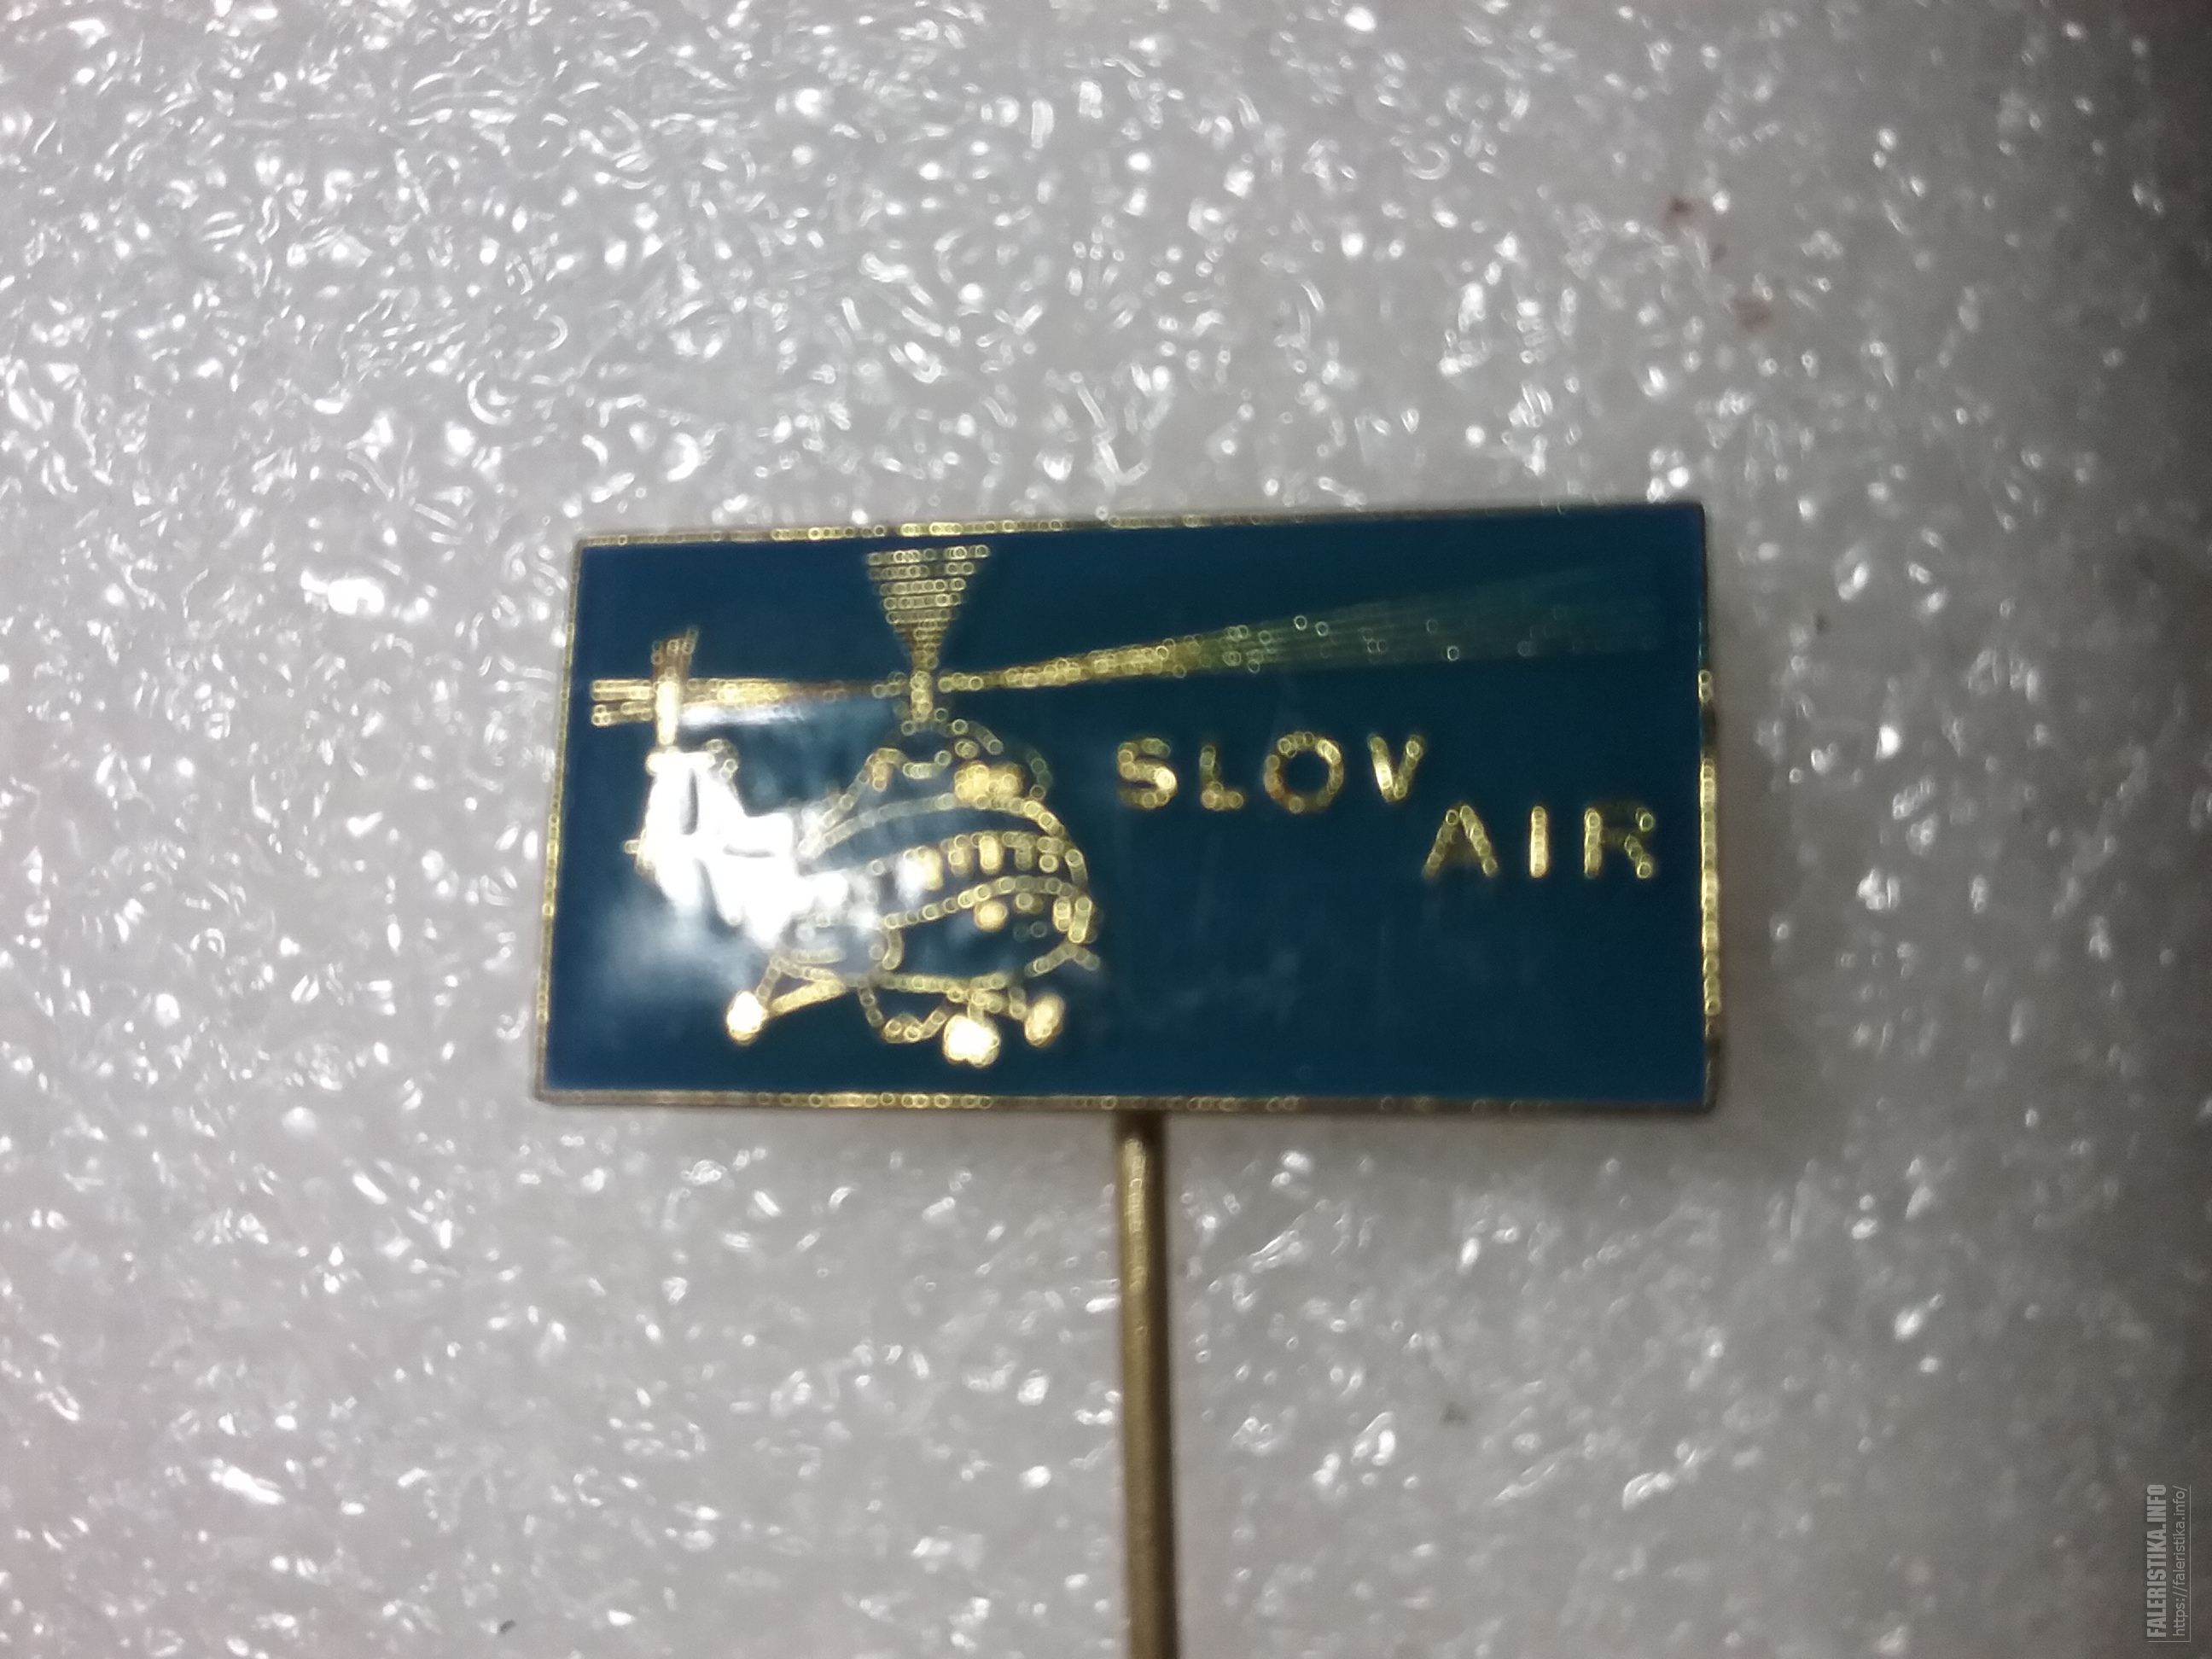 SLOV
AIR
FALERISTIKA.INFO
https://faleristika.info/